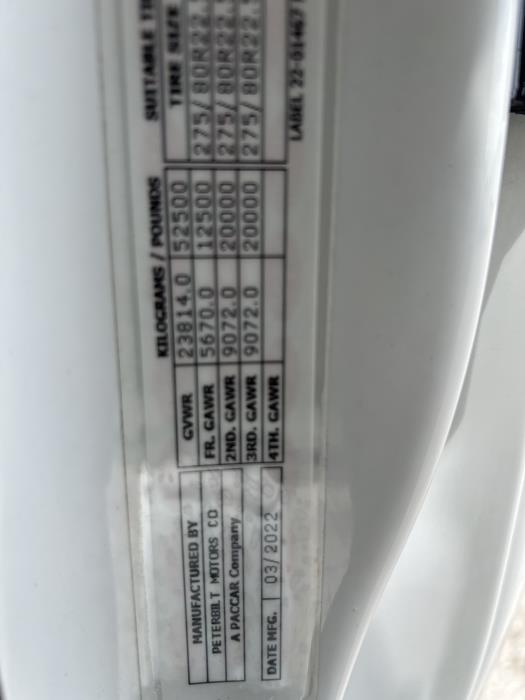 MANUFACTURED BY
PETERBILT MOTORS CO
A PACCAR Company
DATE MFG. 03/2022
KILOGRAMS / POUNDS
GVWR 23814.0 52500
FR. GAWR 5670.0 12500 275/80R22.
2ND. GAWR 9072.0 20000 275/80R22.
3RD. GAWR 9072.0 20000 275/80R22.
4TH. GAWR
SUITABLE
TIRE SIZE
LABEL 22-01467